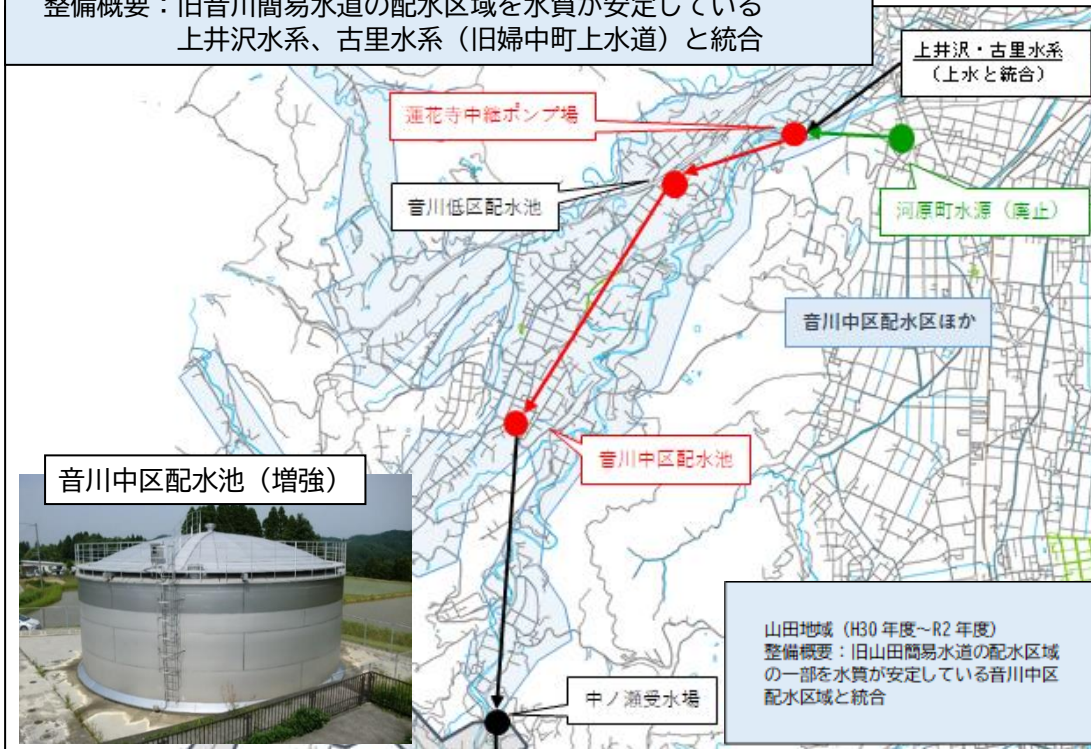 整備概要：旧音川簡易水道の配水区域を水質が安定している
上井沢水系、古里水系（旧婦中町上水道）と統合
上井沢・古里水系
（上水と統合）
蓮花寺中継ポンプ場
音川低区配水池
河原町水源（廃止）
音川中区配水区ほか
音川中区配水池
音川中区配水池（増強）
山田地域（H30年度～R2年度）
整備概要：旧山田簡易水道の配水区域
の一部を水質が安定している音川中区
配水区域と統合
中ノ瀬受水場